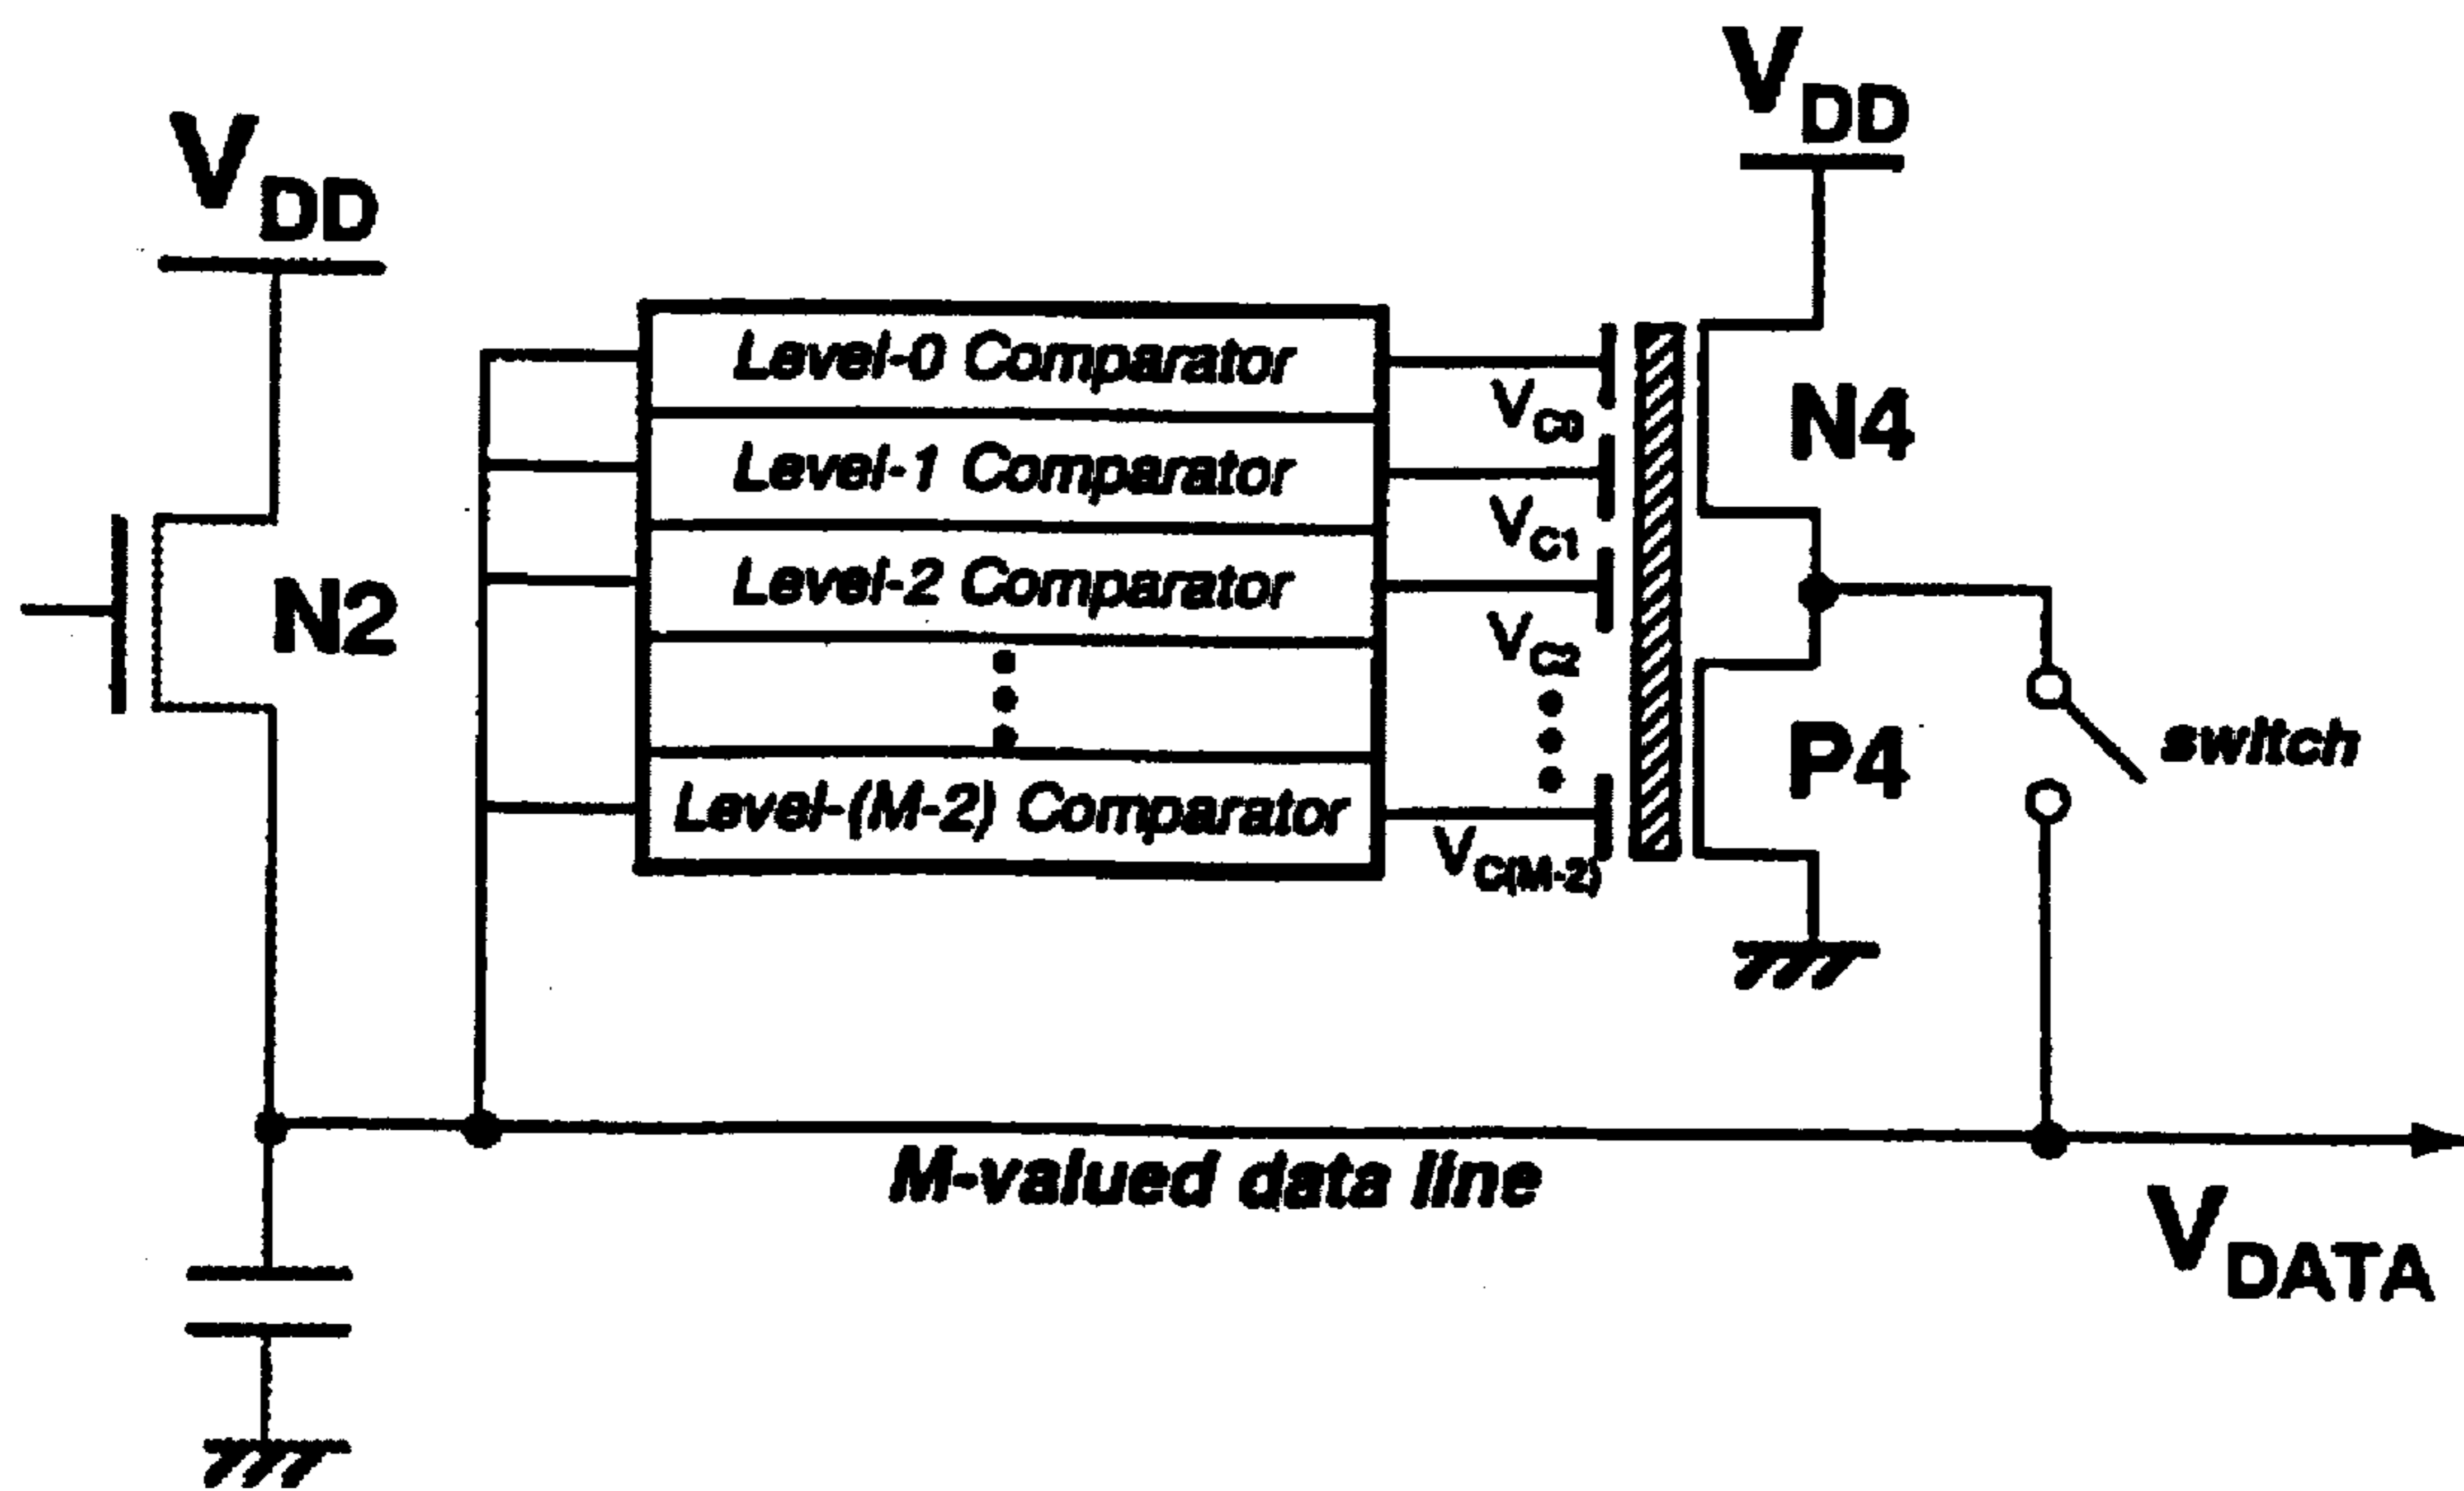 VDD
VDD
Level-0 Comparator
VC0
N4
Level-1 Comparator
VC1
Level-2 Comparator
N2
VC2
switch
P4
Level-(M-2) Comparator
VC(M-2)
M-valued data line
VDATA